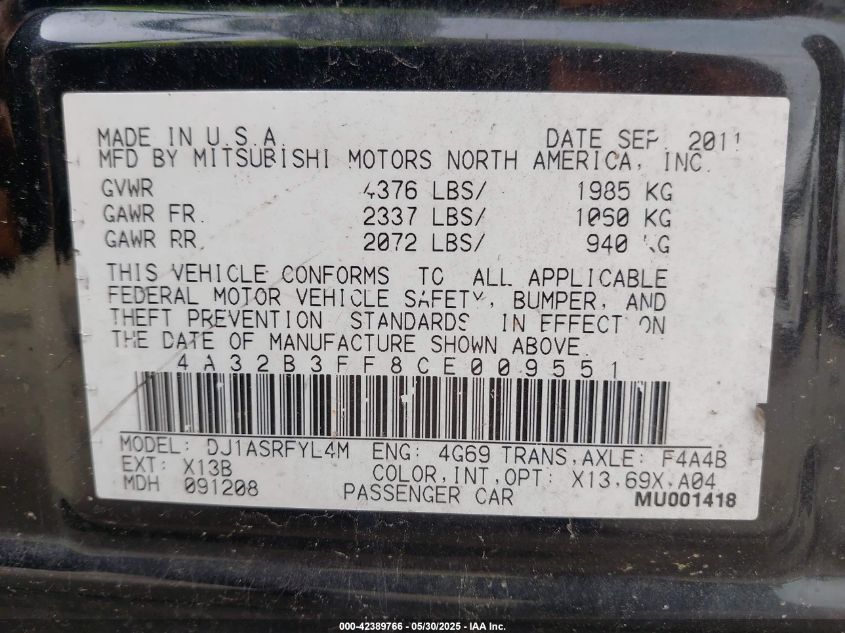 MADE IN U.S.A. DATE SEP 2011
MFD BY MITSUBISHI MOTORS NORTH AMERICA, INC.
GVWR 4376 LBS/ 1985 KG
GAWR FR. 2337 LBS/ 1060 KG
GAWR RR. 2072 LBS/ 940 KG
THIS VEHICLE CONFORMS TO ALL APPLICABLE
FEDERAL MOTOR VEHICLE SAFETY, BUMPER, AND
THEFT PREVENTION STANDARDS IN EFFECT ON
THE DATE OF MANUFACTURE SHOWN ABOVE.
4A32B3FF8CE009551
MODEL: DJ1ASRFYL4M ENG: 4G69 TRANS,AXLE: F4A4B
EXT: X13B COLOR,INT,OPT: X13,69X,A04
MDH 091208 PASSENGER CAR MU001418
000-42389766 - 05/30/2025 - IAA Inc.